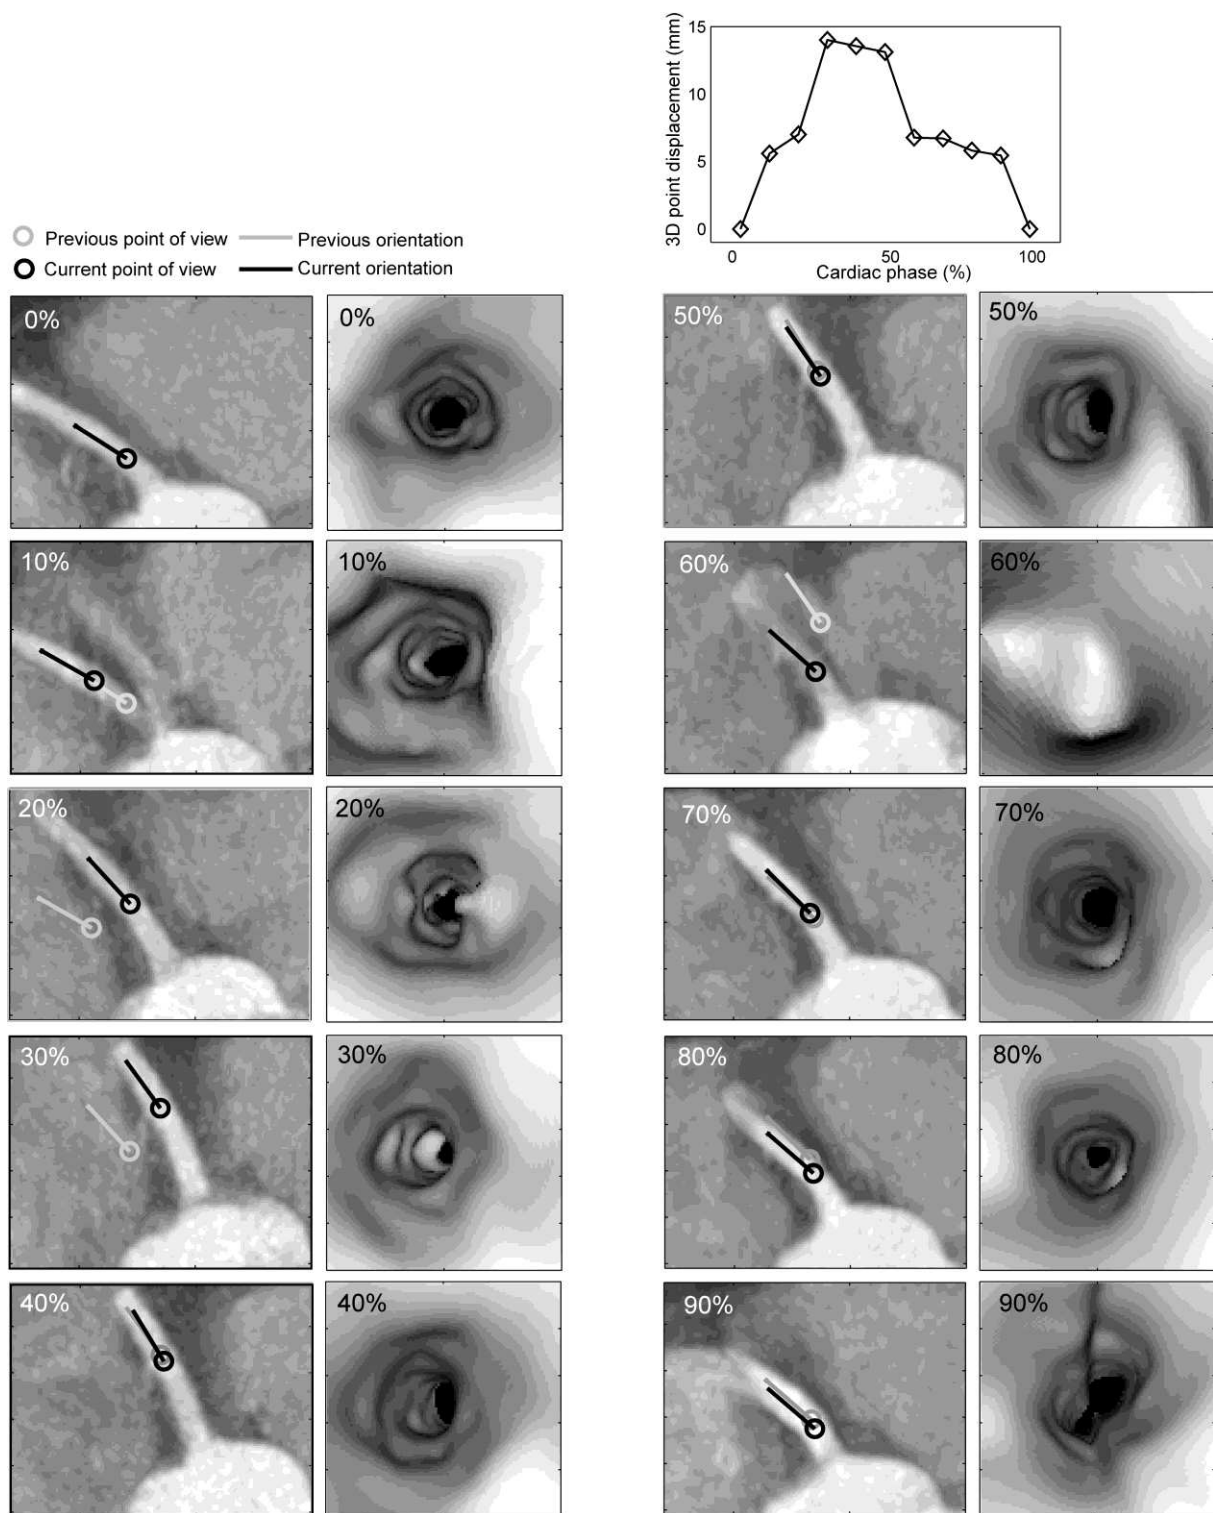 15
10
5
0
3D point displacement (mm)
0 50 100
Cardiac phase (%)
Previous point of view Previous orientation
Current point of view Current orientation
0% 0% 50% 50%
10% 10% 60% 60%
20% 20% 70% 70%
30% 30% 80% 80%
40% 40% 90% 90%